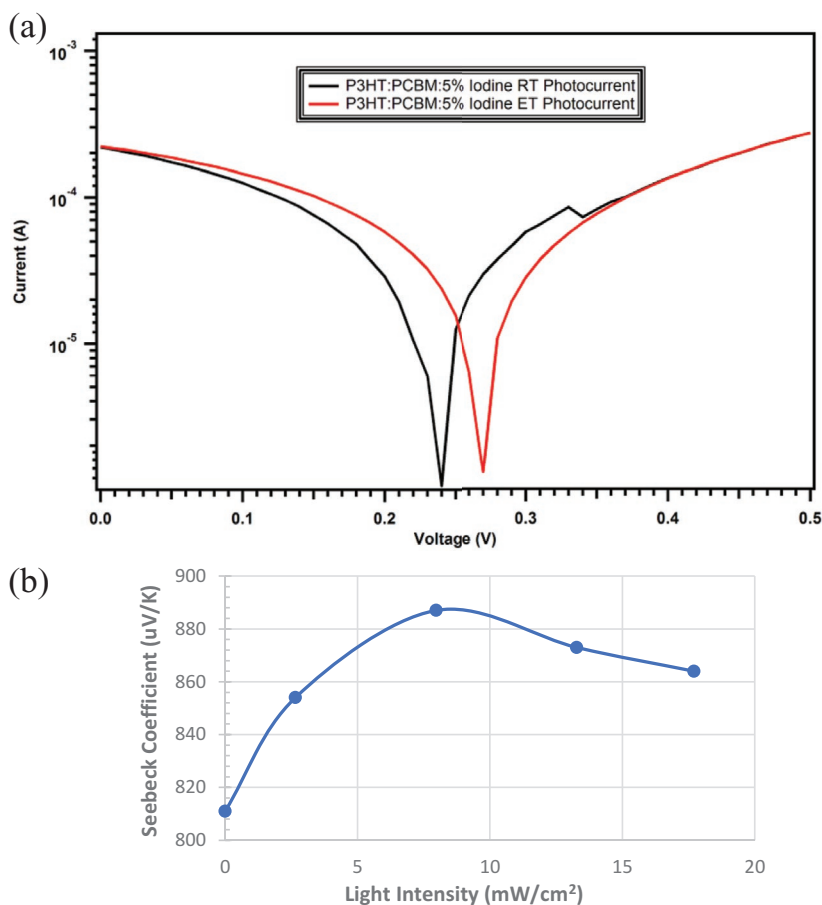 (a)
10⁻³
P3HT:PCBM:5% Iodine RT Photocurrent
P3HT:PCBM:5% Iodine ET Photocurrent
10⁻⁴
Current (A)
10⁻⁵
0.0 0.1 0.2 0.3 0.4 0.5
Voltage (V)
(b)
900
880
860
840
820
800
Seebeck Coefficient (uV/K)
0 5 10 15 20
Light Intensity (mW/cm²)